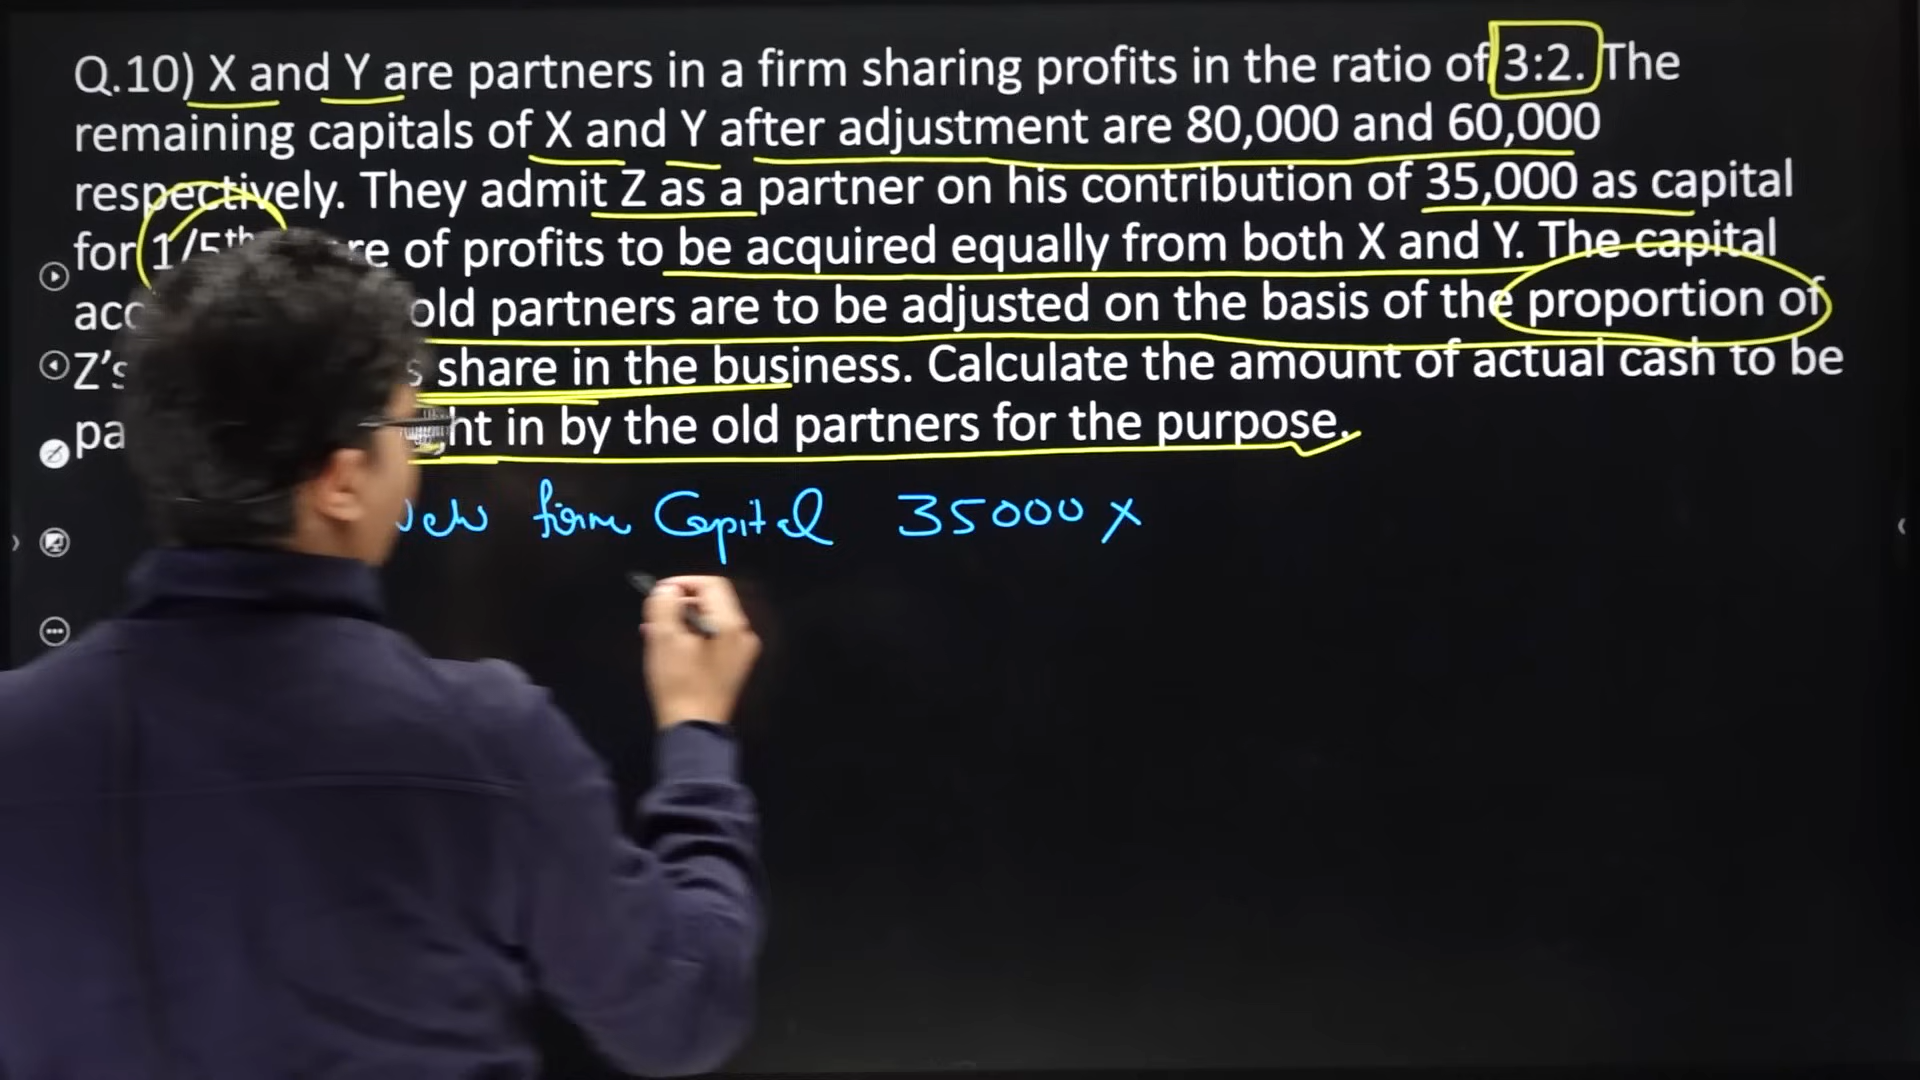 Q.10) X and Y are partners in a firm sharing profits in the ratio of 3:2. The
remaining capitals of X and Y after adjustment are 80,000 and 60,000
respectively. They admit Z as a partner on his contribution of 35,000 as capital
for 1/5th of profits to be acquired equally from both X and Y. The capital
old partners are to be adjusted on the basis of the proportion of
Z's share in the business. Calculate the amount of actual cash to be
in by the old partners for the purpose.
firm Capital 35000 X